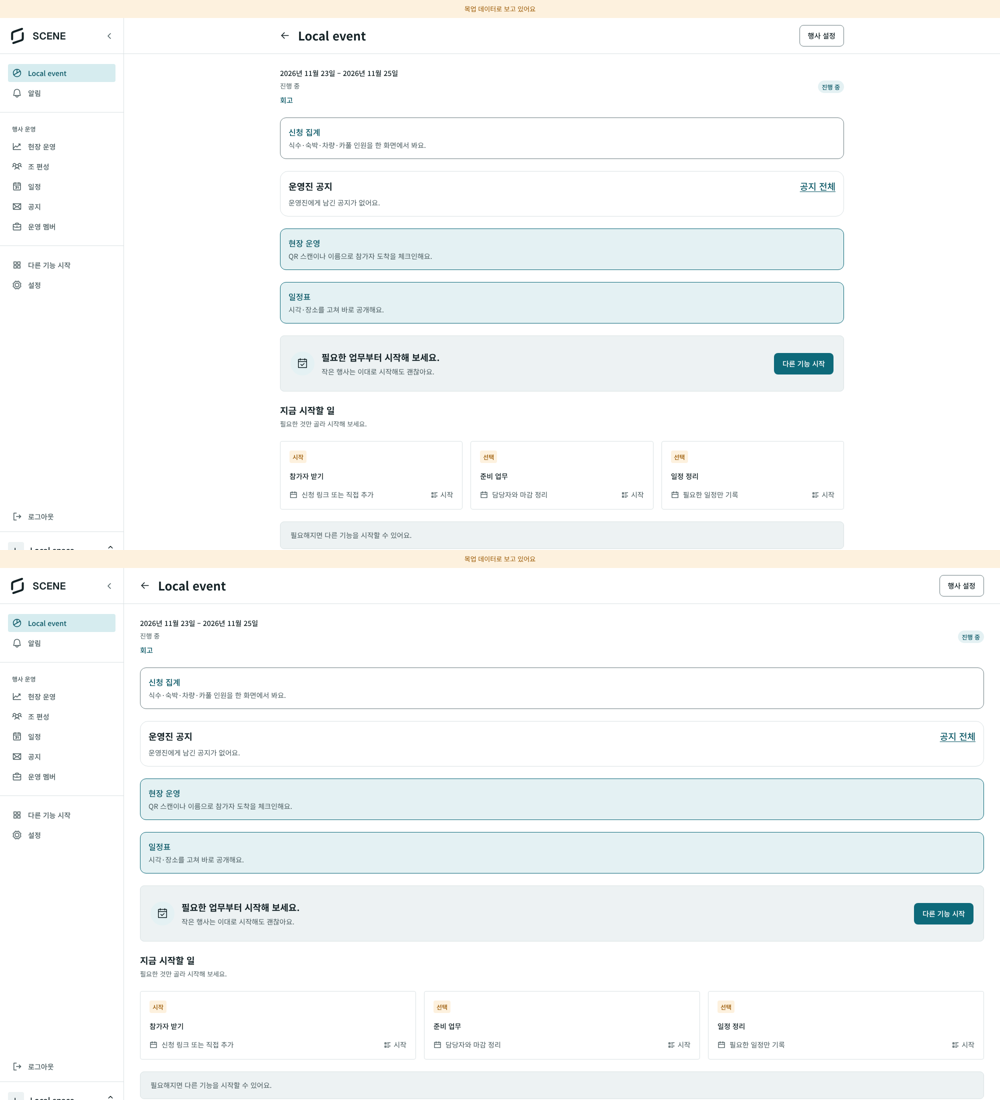 목업 데이터로 보고 있어요
SCENE
Local event
알림
행사 운영
현장 운영
조 편성
일정
공지
운영 멤버
다른 기능 시작
설정
로그아웃
Local event
행사 설정
2026년 11월 23일 – 2026년 11월 25일
진행 중
진행 중
회고
신청 집계
식수·숙박·차량·카풀 인원을 한 화면에서 봐요.
운영진 공지
공지 전체
운영진에게 남긴 공지가 없어요.
현장 운영
QR 스캔이나 이름으로 참가자 도착을 체크인해요.
일정표
시각·장소를 고쳐 바로 공개해요.
필요한 업무부터 시작해 보세요.
작은 행사는 이대로 시작해도 괜찮아요.
다른 기능 시작
지금 시작할 일
필요한 것만 골라 시작해 보세요.
시작
참가자 받기
신청 링크 또는 직접 추가
시작
선택
준비 업무
담당자와 마감 정리
시작
선택
일정 정리
필요한 일정만 기록
시작
필요해지면 다른 기능을 시작할 수 있어요.
목업 데이터로 보고 있어요
SCENE
Local event
알림
행사 운영
현장 운영
조 편성
일정
공지
운영 멤버
다른 기능 시작
설정
로그아웃
Local event
행사 설정
2026년 11월 23일 – 2026년 11월 25일
진행 중
진행 중
회고
신청 집계
식수·숙박·차량·카풀 인원을 한 화면에서 봐요.
운영진 공지
공지 전체
운영진에게 남긴 공지가 없어요.
현장 운영
QR 스캔이나 이름으로 참가자 도착을 체크인해요.
일정표
시각·장소를 고쳐 바로 공개해요.
필요한 업무부터 시작해 보세요.
작은 행사는 이대로 시작해도 괜찮아요.
다른 기능 시작
지금 시작할 일
필요한 것만 골라 시작해 보세요.
시작
참가자 받기
신청 링크 또는 직접 추가
시작
선택
준비 업무
담당자와 마감 정리
시작
선택
일정 정리
필요한 일정만 기록
시작
필요해지면 다른 기능을 시작할 수 있어요.